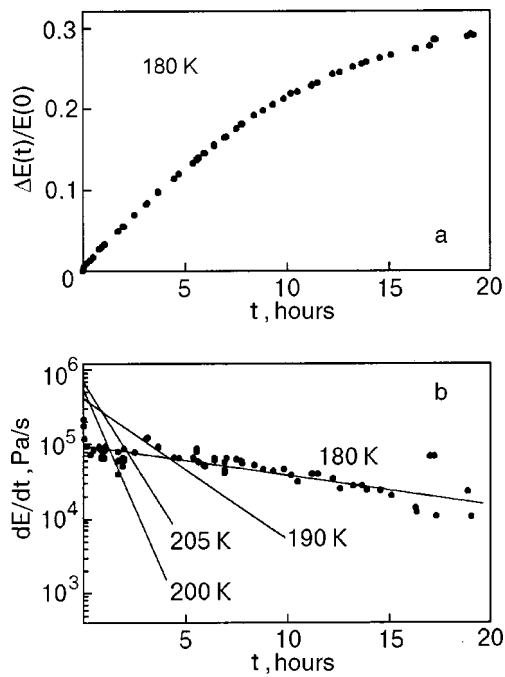 0.3
180 K
0.2
ΔE(t)/E(0)
0.1
a
0
5
10
15
20
t , hours
10⁶
b
10⁵
dE/dt , Pa/s
180 K
10⁴
205 K
190 K
200 K
10³
0
5
10
15
20
t , hours